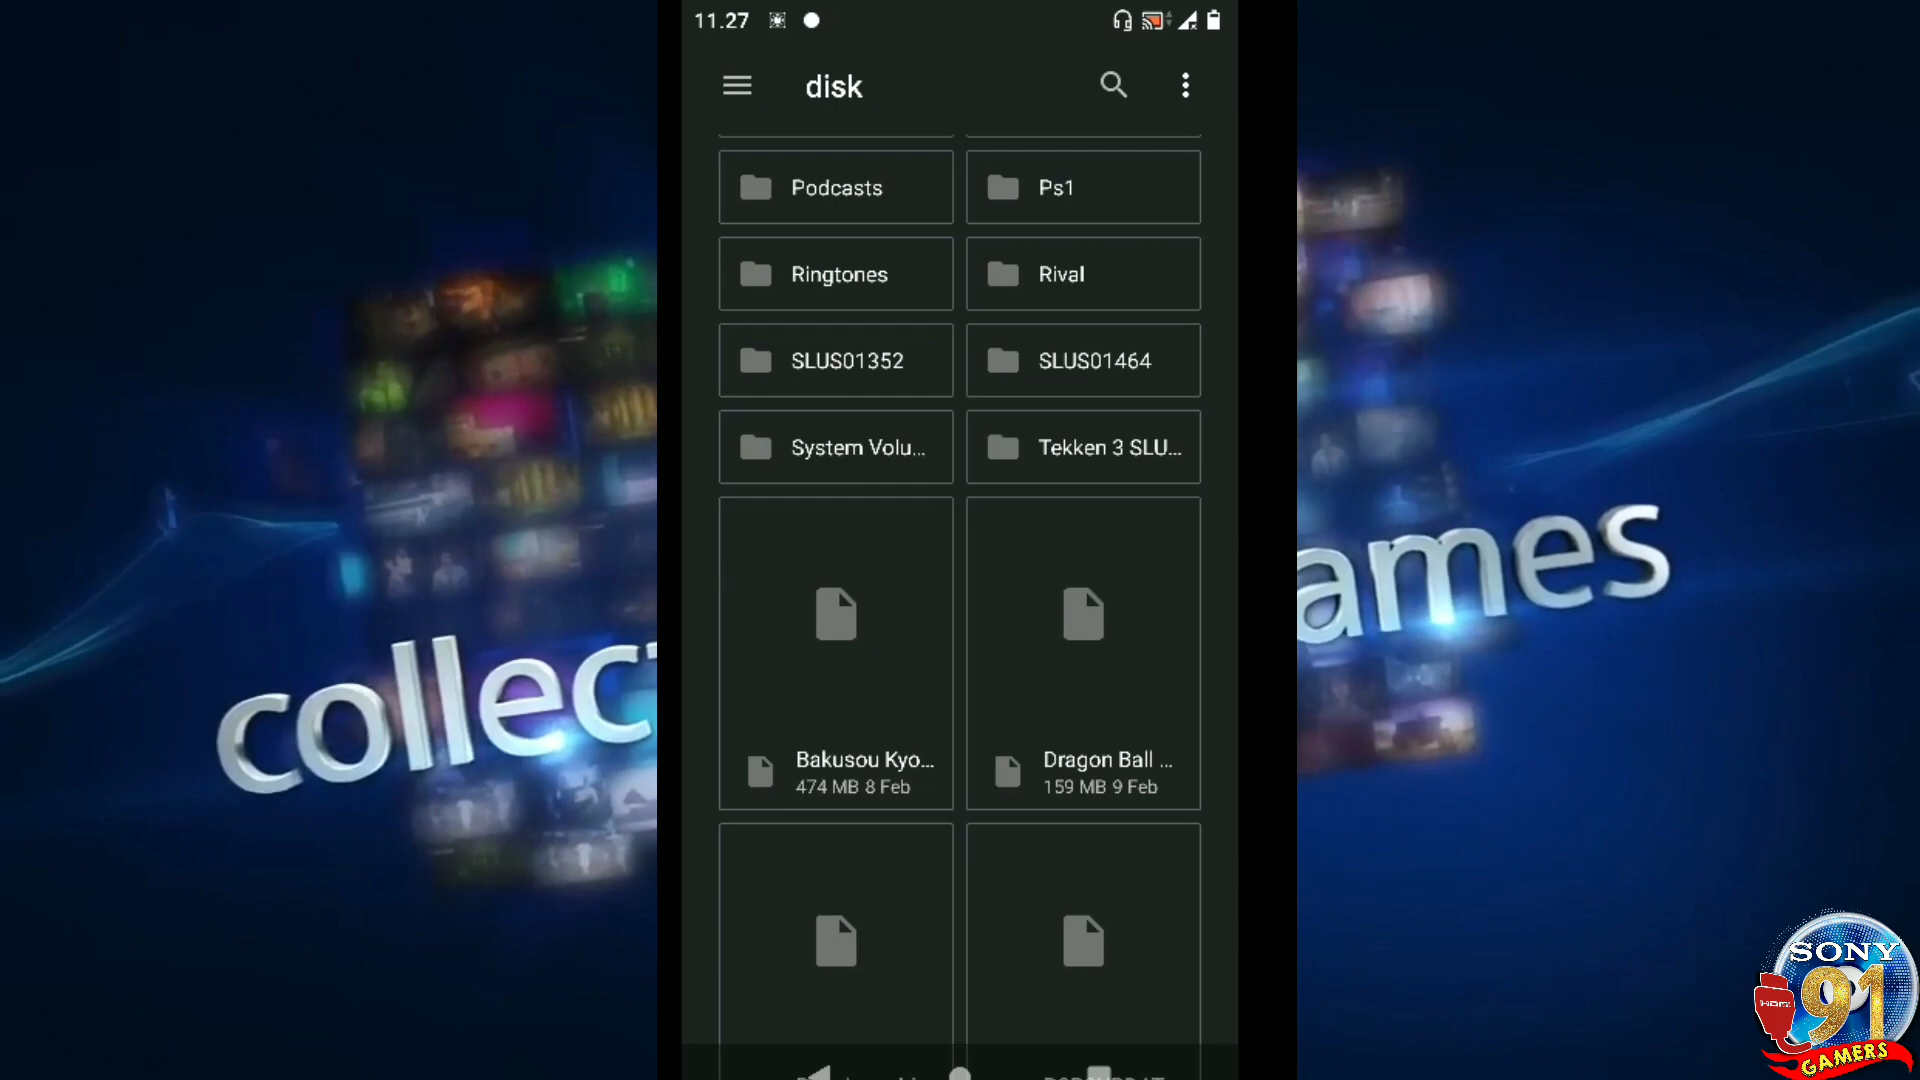 11.27
disk
Podcasts
Ps1
Ringtones
Rival
SLUS01352
SLUS01464
System Volu...
Tekken 3 SLU...
Bakusou Kyo...
474 MB 8 Feb
Dragon Ball ...
159 MB 9 Feb
collec
ames
SONY
HDMI
91
GAMERS